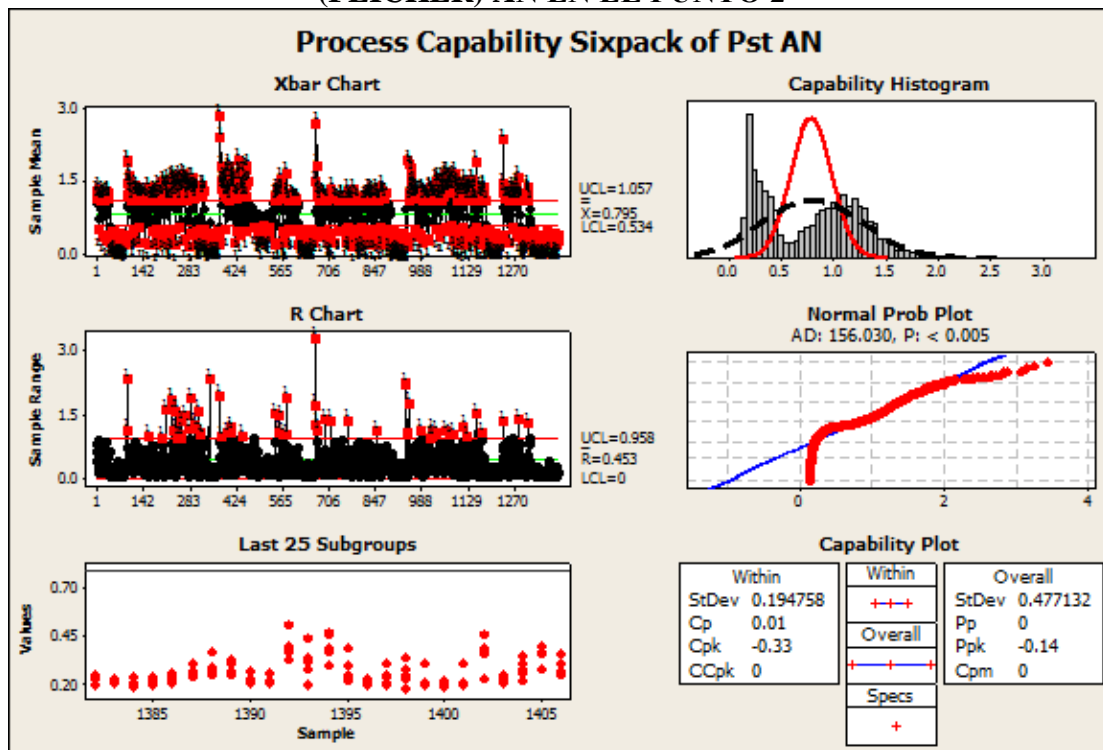 (FLICKER) AN EN EL PUNTO 2
Process Capability Sixpack of Pst AN
Xbar Chart
Sample Mean
3.0
1.5
0.0
1 142 283 424 565 706 847 988 1129 1270
UCL=1.057
X=0.795
LCL=0.534
R Chart
Sample Range
3.0
1.5
0.0
1 142 283 424 565 706 847 988 1129 1270
UCL=0.958
R=0.453
LCL=0
Last 25 Subgroups
Values
0.70
0.45
0.20
1385 1390 1395 1400 1405
Sample
Capability Histogram
0.0 0.5 1.0 1.5 2.0 2.5 3.0
Normal Prob Plot
AD: 156.030, P: < 0.005
0 2 4
Capability Plot
Within
StDev 0.194758
Cp 0.01
Cpk -0.33
CCpk 0
Within
Overall
Specs
Overall
StDev 0.477132
Pp 0
Ppk -0.14
Cpm 0